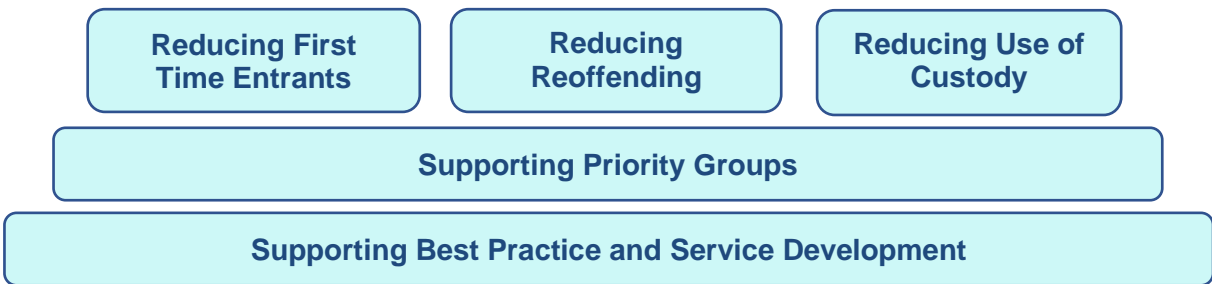 Reducing First
Time Entrants
Reducing
Reoffending
Reducing Use of
Custody
Supporting Priority Groups
Supporting Best Practice and Service Development